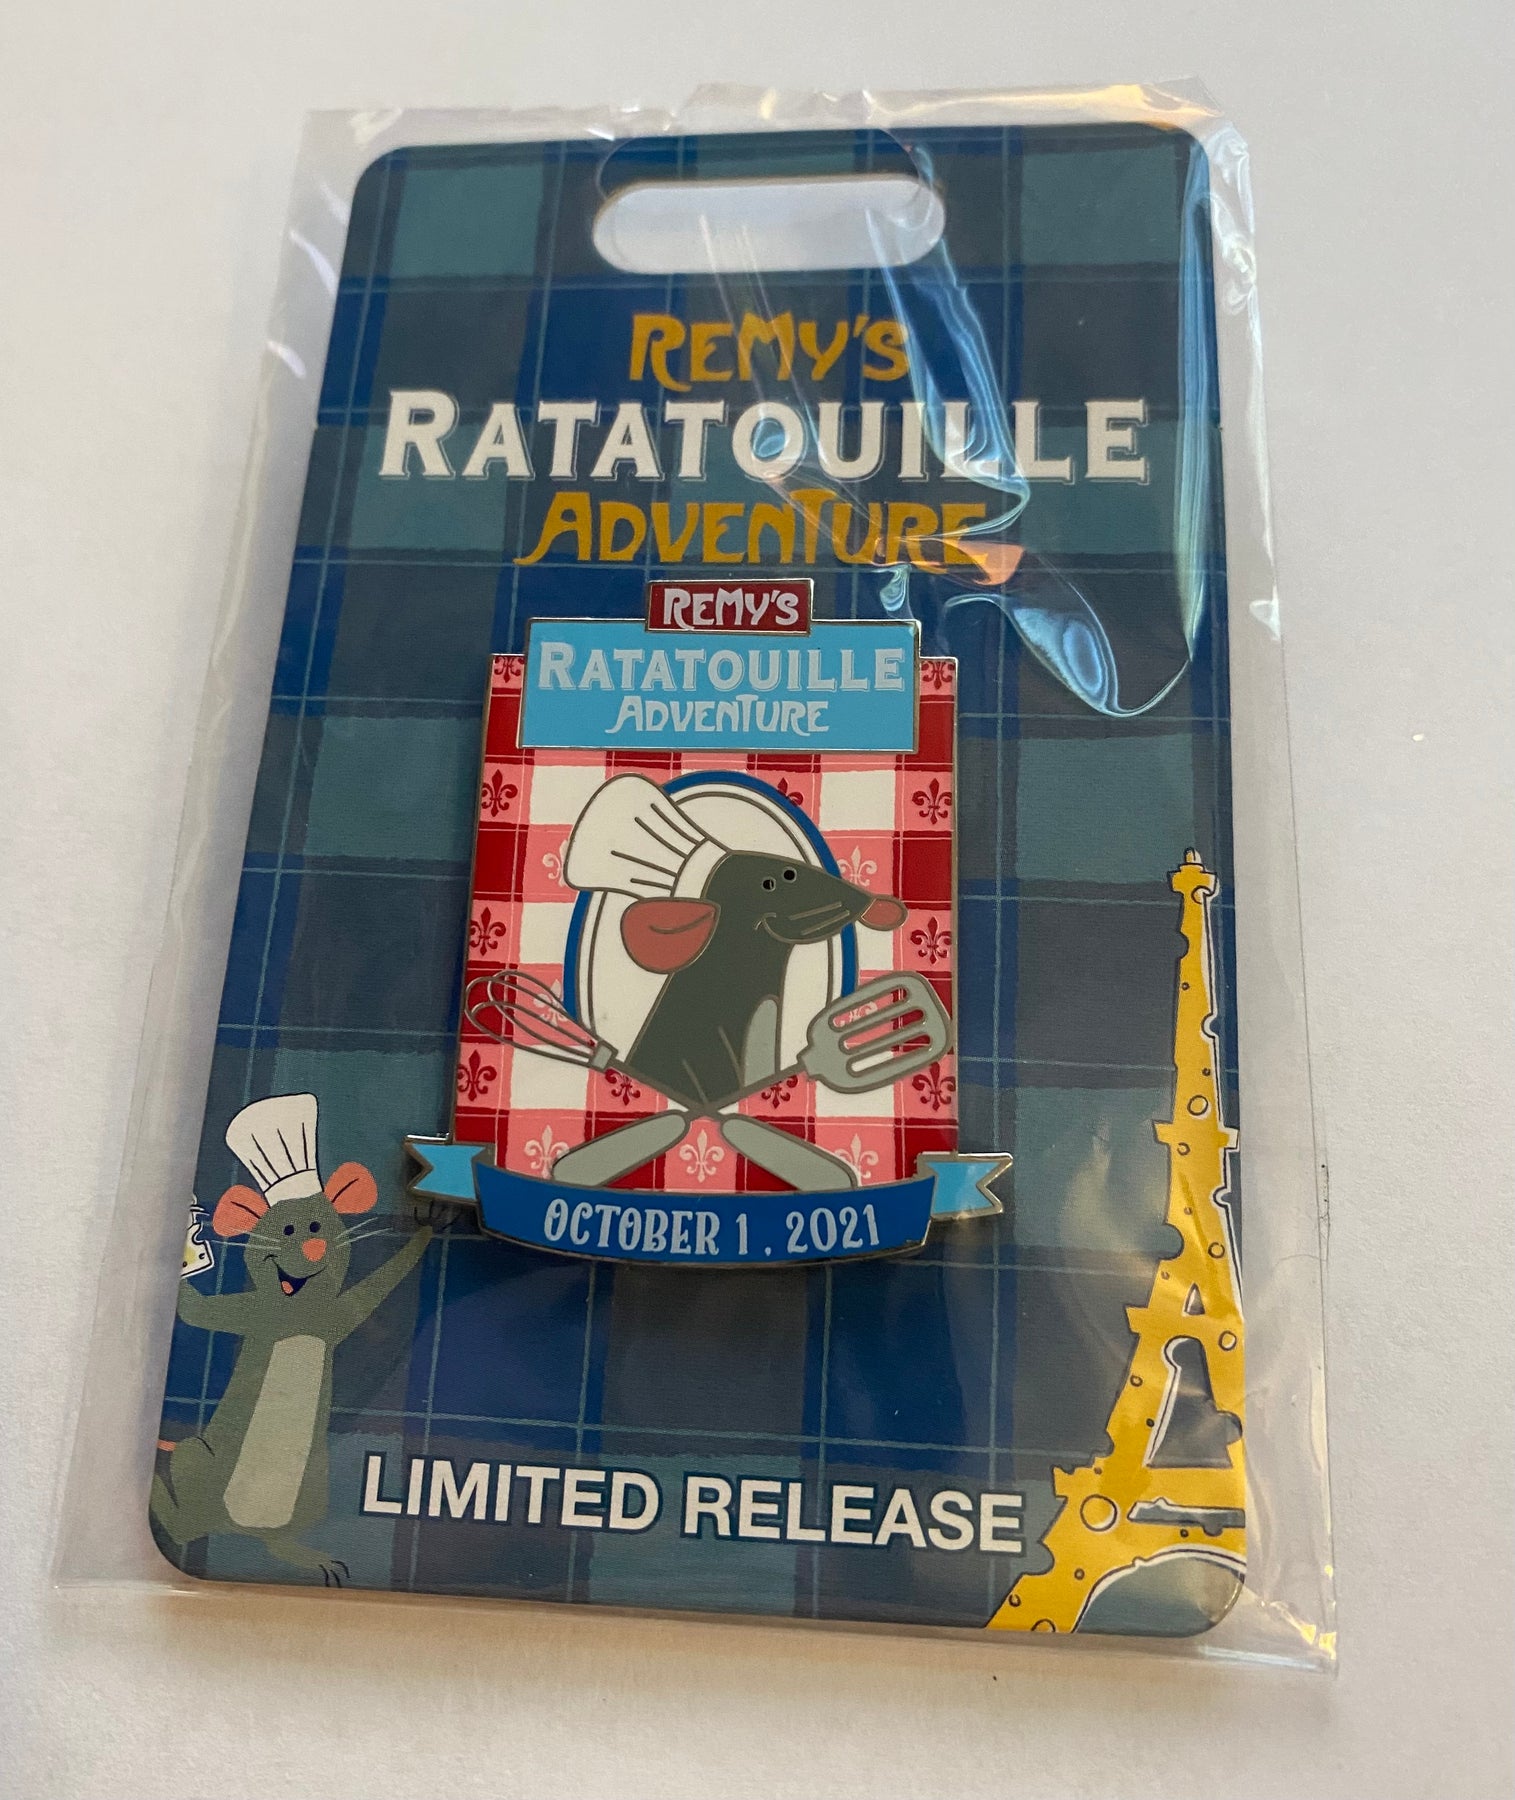 REMY'S
RATATOUILLE
ADVENTURE
REMY'S
RATATOUILLE
ADVENTURE
OCTOBER 1, 2021
LIMITED RELEASE